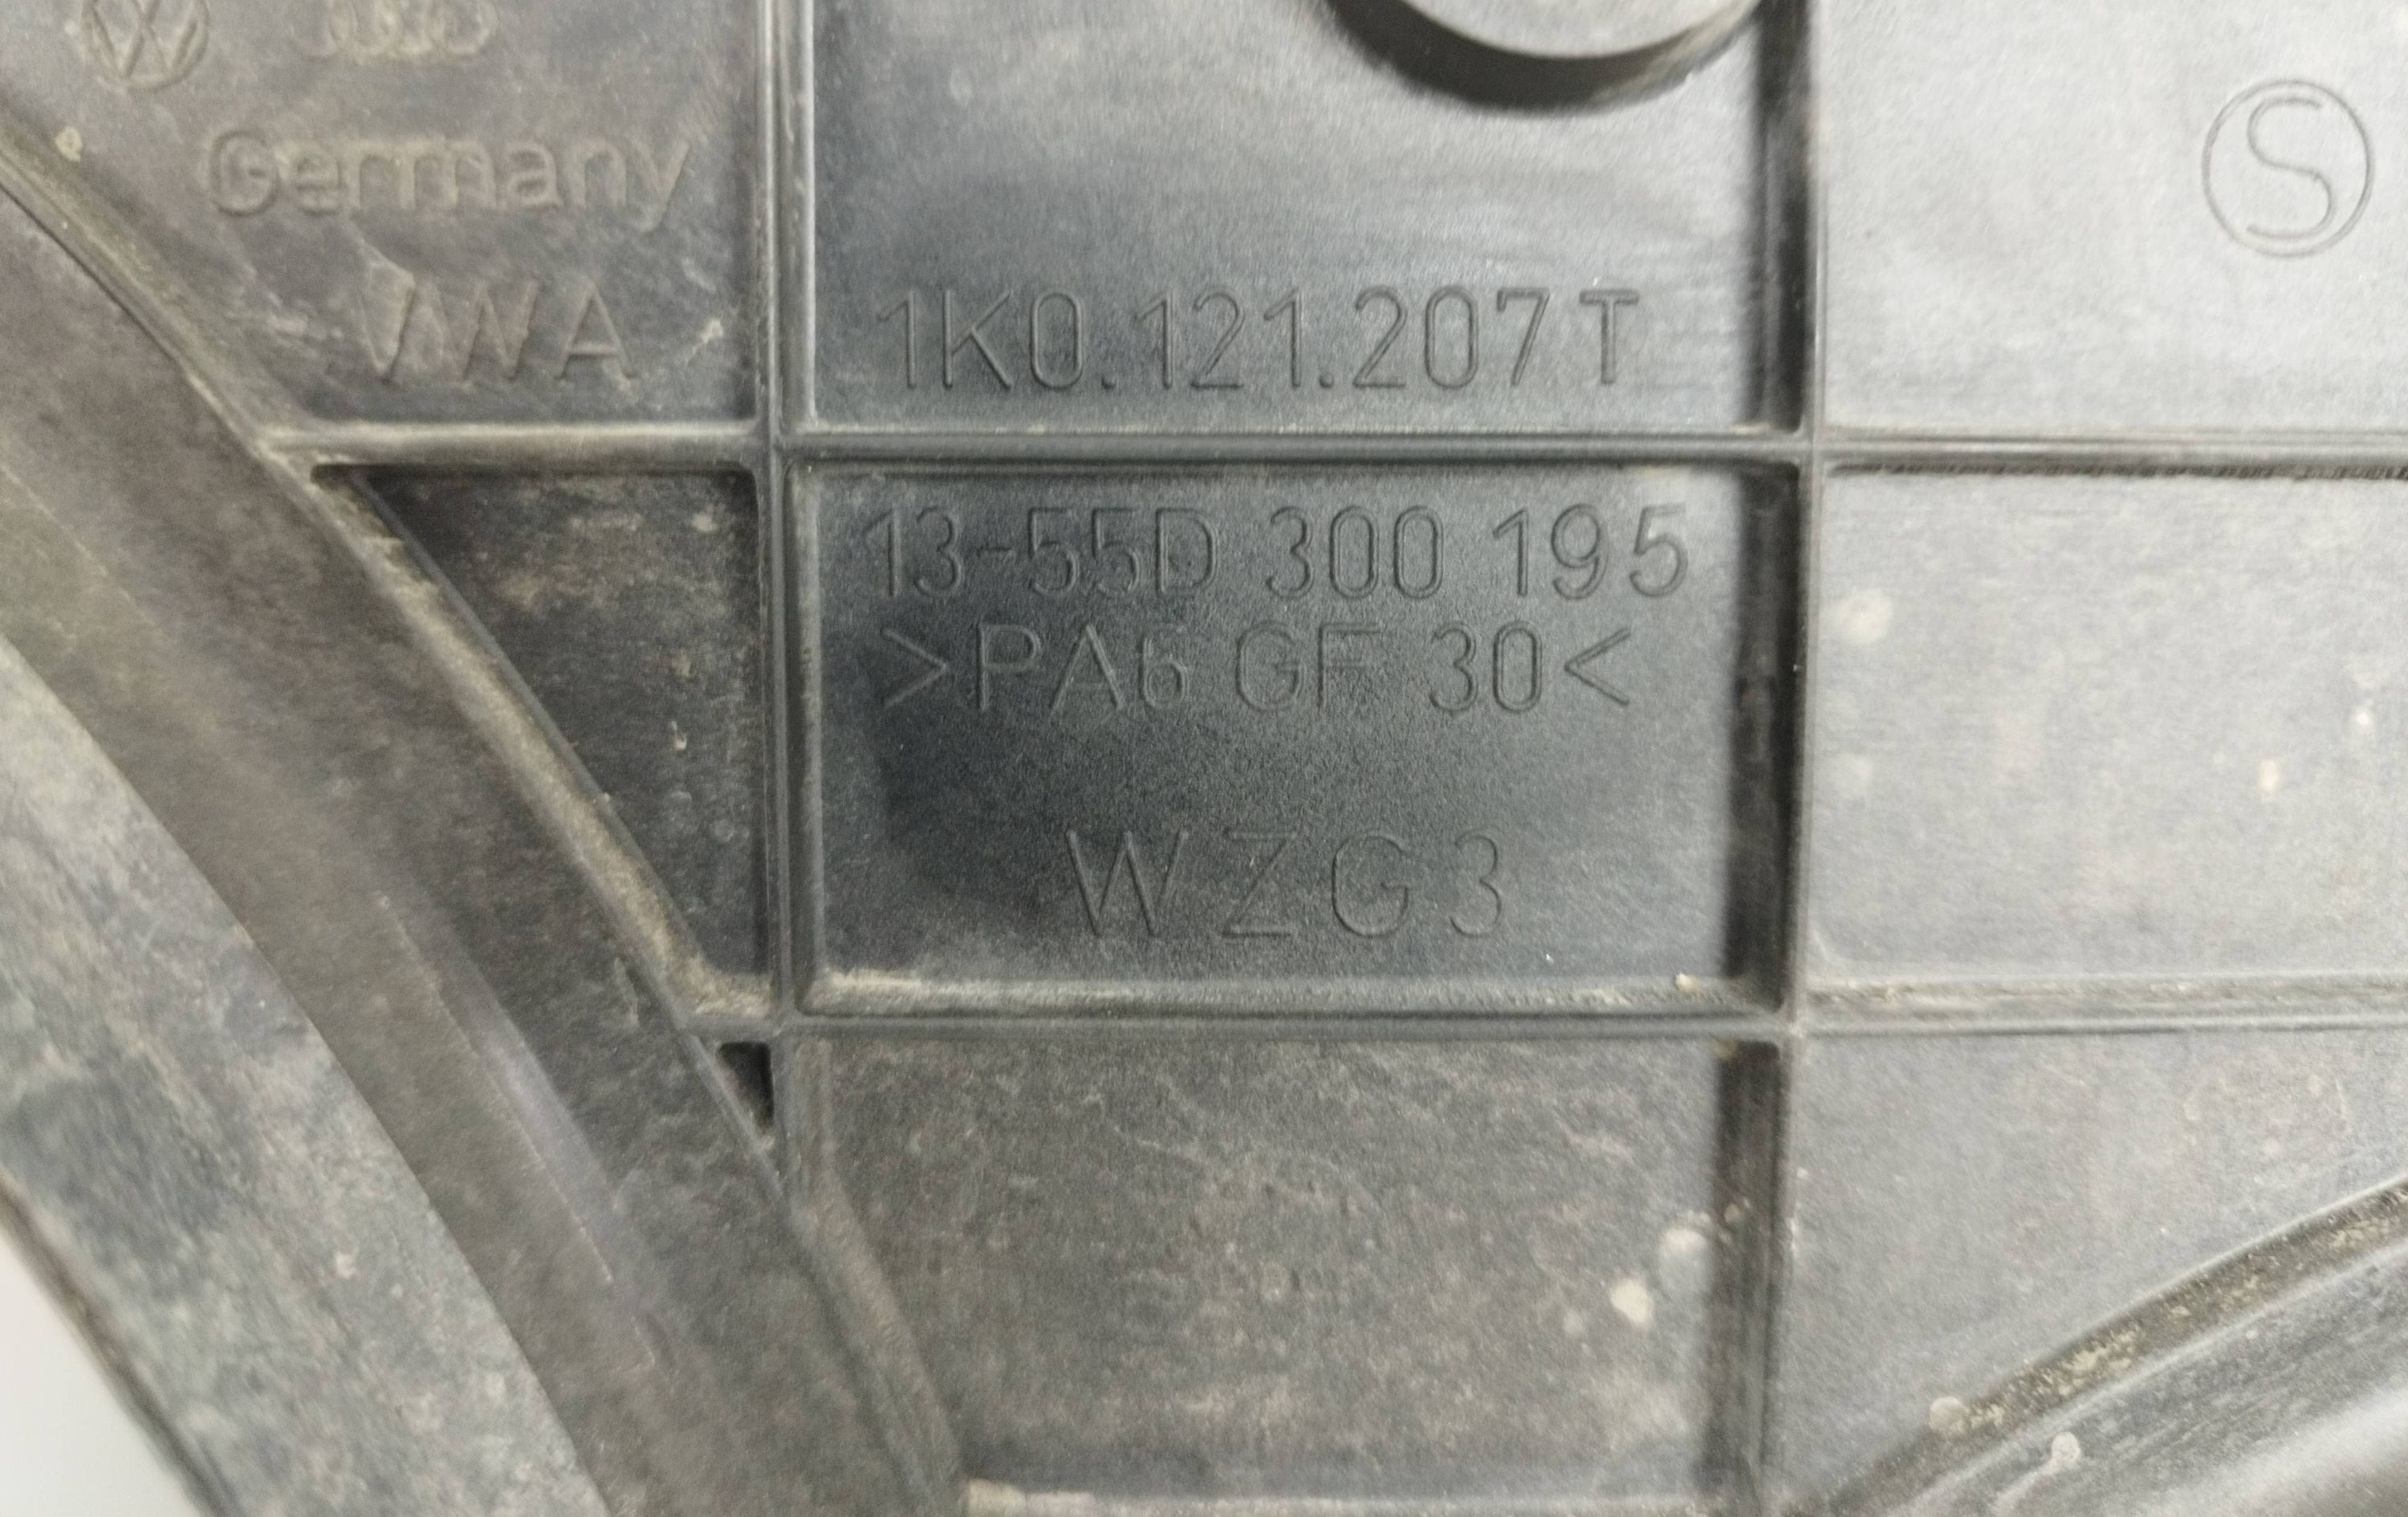 Germany
VWA
S
1K0.121.207 T
13-55D 300 195
>PA6 GF 30<
WZG3